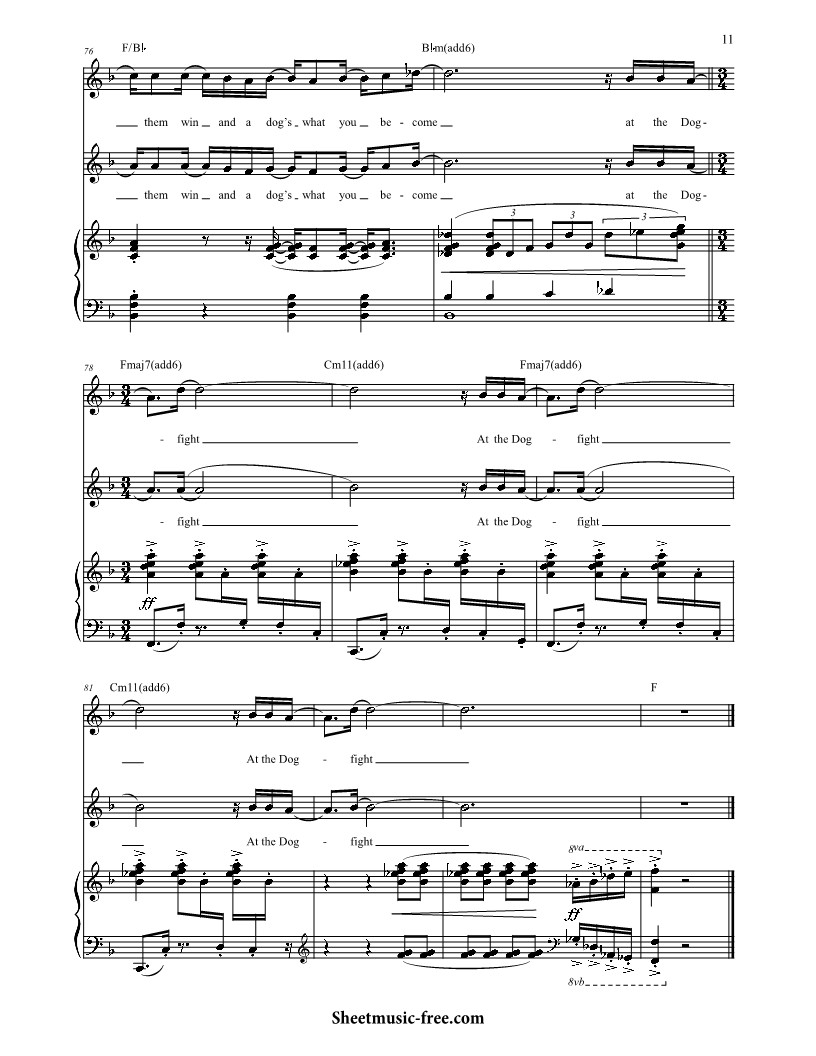 11
76
F/B♭
B♭m(add6)
them win and a dog's what you be - come at the Dog-
them win and a dog's what you be - come at the Dog-
3 3 3
78
Fmaj7(add6) Cm11(add6) Fmaj7(add6)
- fight At the Dog - fight
- fight At the Dog - fight
ff
81
Cm11(add6) F
At the Dog - fight
At the Dog - fight
8va
ff
8vb
Sheetmusic-free.com